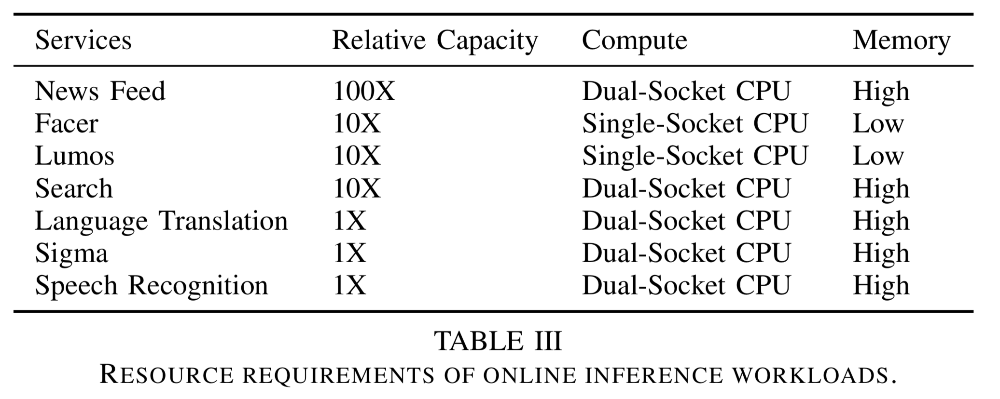 Services Relative Capacity Compute Memory
News Feed 100X Dual-Socket CPU High
Facer 10X Single-Socket CPU Low
Lumos 10X Single-Socket CPU Low
Search 10X Dual-Socket CPU High
Language Translation 1X Dual-Socket CPU High
Sigma 1X Dual-Socket CPU High
Speech Recognition 1X Dual-Socket CPU High
TABLE III
RESOURCE REQUIREMENTS OF ONLINE INFERENCE WORKLOADS.